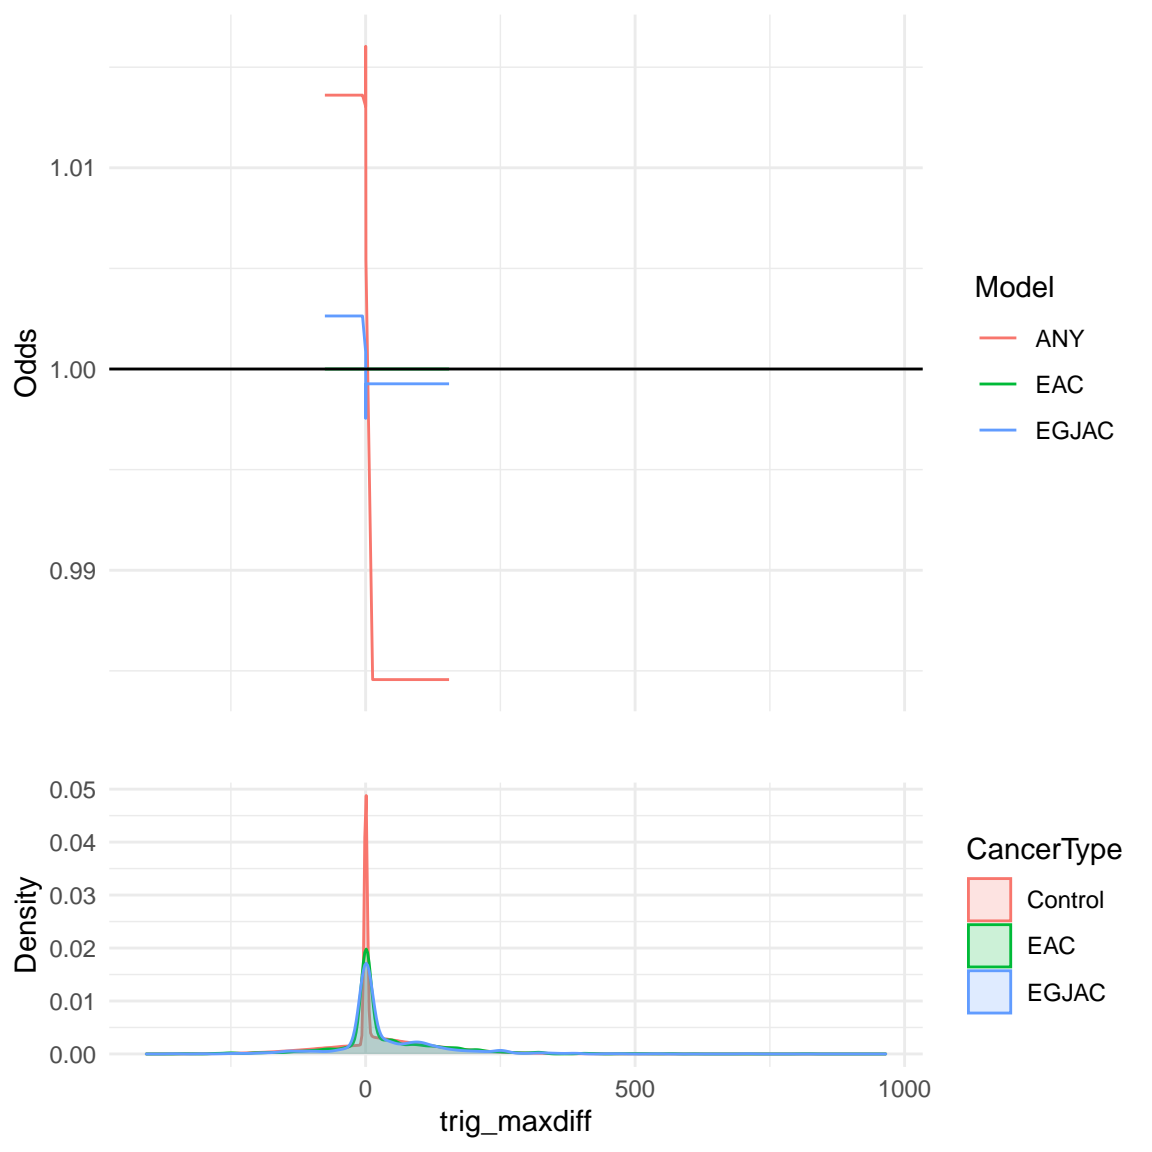 Odds
1.01
1.00
0.99
Model
ANY
EAC
EGJAC
Density
0.05
0.04
0.03
0.02
0.01
0.00
0
500
1000
trig_maxdiff
CancerType
Control
EAC
EGJAC